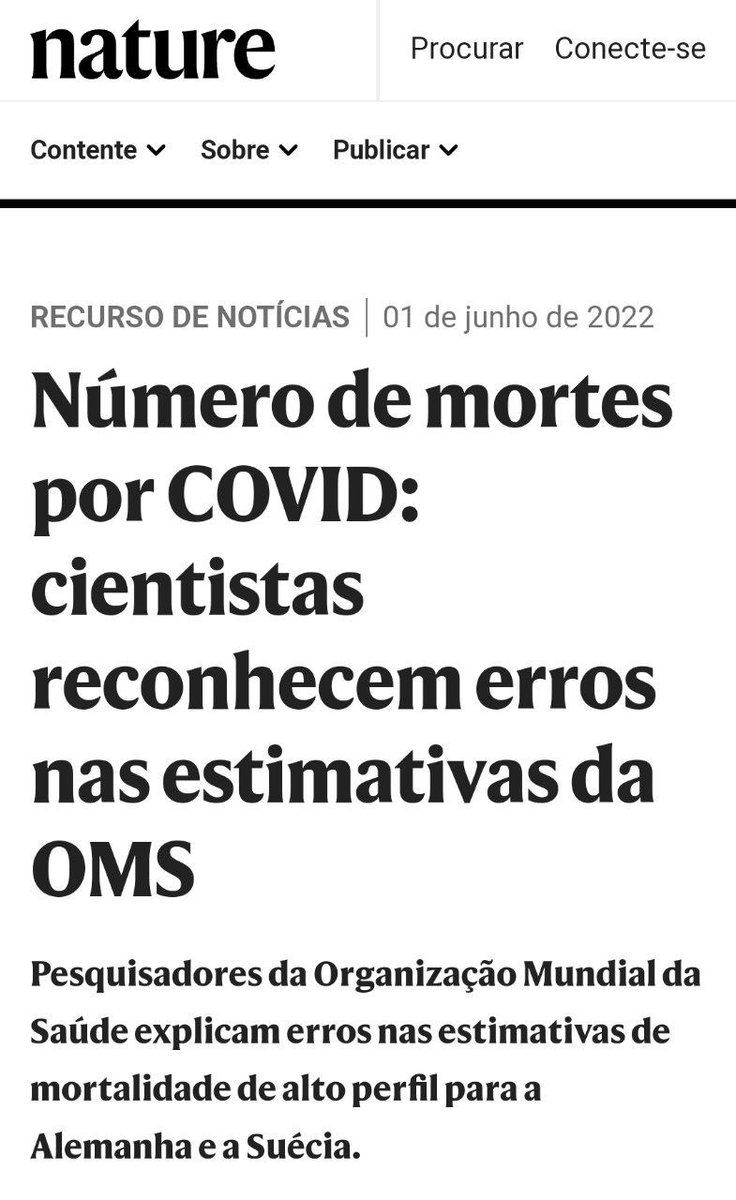 nature
Procurar Conecte-se
Contente Sobre Publicar
RECURSO DE NOTÍCIAS | 01 de junho de 2022
Número de mortes
por COVID:
cientistas
reconhecem erros
nas estimativas da
OMS
Pesquisadores da Organização Mundial da
Saúde explicam erros nas estimativas de
mortalidade de alto perfil para a
Alemanha e a Suécia.